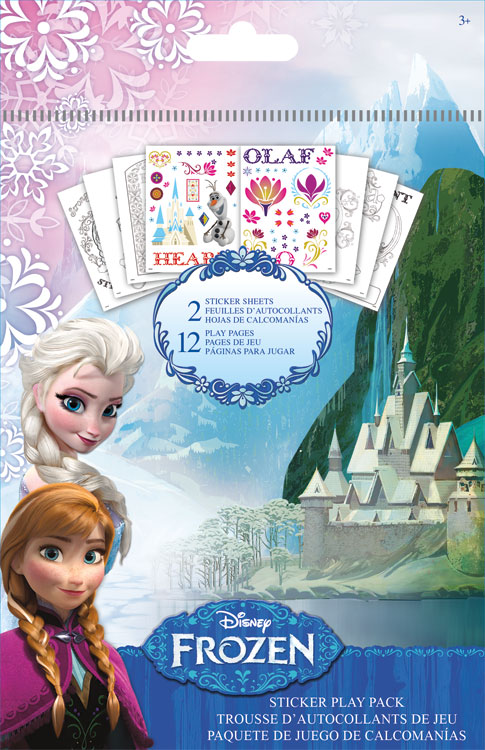 3+
OLAF
HEAR
2
STICKER SHEETS
FEUILLES D'AUTOCOLLANTS
HOJAS DE CALCOMANÍAS
12
PLAY PAGES
PAGES DE JEU
PÁGINAS PARA JUGAR
Disney
FROZEN
STICKER PLAY PACK
TROUSSE D'AUTOCOLLANTS DE JEU
PAQUETE DE JUEGO DE CALCOMANÍAS